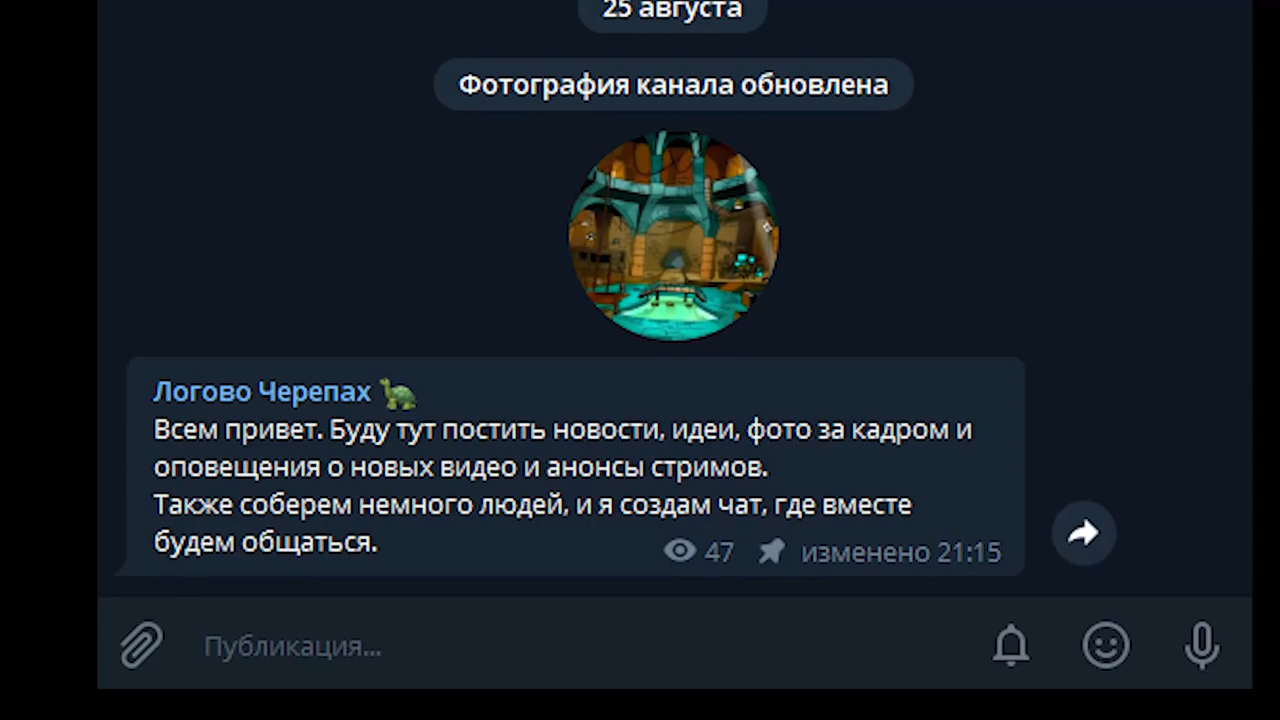 25 августа
Фотография канала обновлена
Логово Черепах 🐢
Всем привет. Буду тут постить новости, идеи, фото за кадром и
оповещения о новых видео и анонсы стримов.
Также соберем немного людей, и я создам чат, где вместе
будем общаться.
47 изменено 21:15
Публикация...